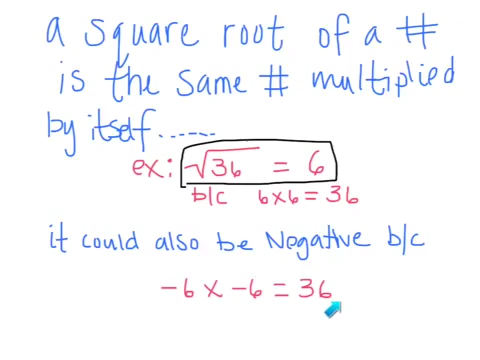 a square root of a #
is the same # multiplied
by itself......
ex: √36 = 6
b/c 6x6=36
it could also be Negative b/c
-6 x -6 = 36